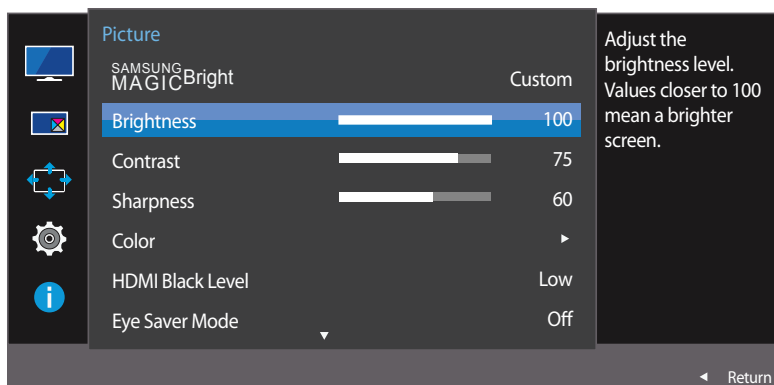 Picture
SAMSUNG
MAGICBright Custom
Brightness 100
Contrast 75
Sharpness 60
Color
HDMI Black Level Low
Eye Saver Mode Off
Adjust the
brightness level.
Values closer to 100
mean a brighter
screen.
Return